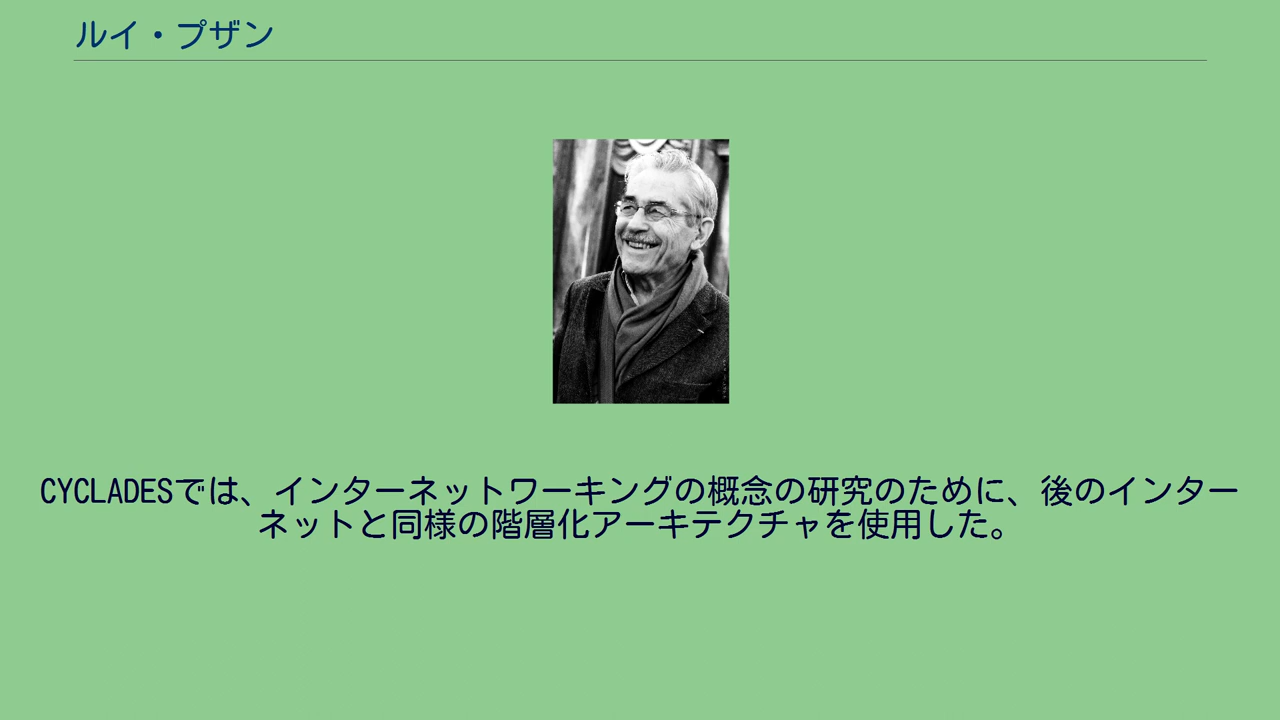 ルイ・プザン
CYCLADESでは、インターネットワーキングの概念の研究のために、後のインター
ネットと同様の階層化アーキテクチャを使用した。